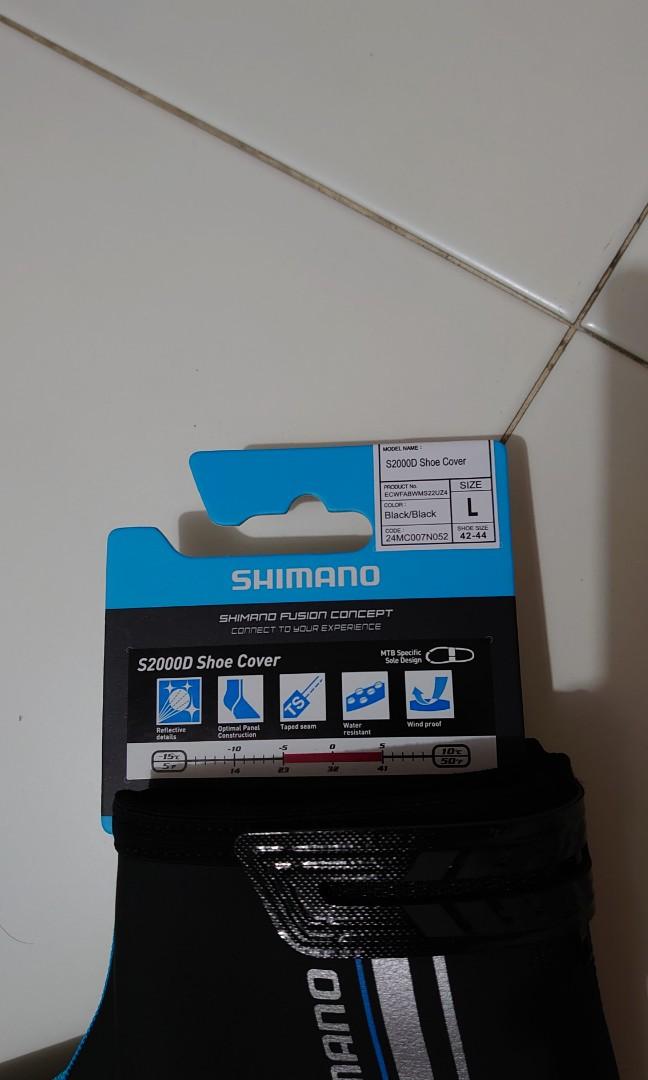 MODEL NAME :
S2000D Shoe Cover
PRODUCT No.
ECWFABWMS22UZ4
SIZE
L
COLOR :
Black/Black
CODE :
24MC007N052
SHOE SIZE
42-44
SHIMANO
SHIMANO FUSION CONCEPT
CONNECT TO YOUR EXPERIENCE
S2000D Shoe Cover
MTB Specific
Sole Design
TS
Reflective
details
Optimal Panel
Construction
Taped seam
Water
resistant
Wind proof
-15℃ -10 -5 0 5 10℃
5℉ 14 23 32 41 50℉
MANO